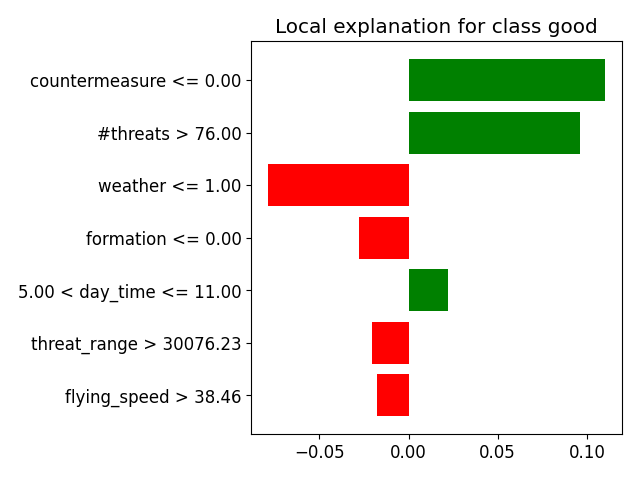 Local explanation for class good
countermeasure <= 0.00
#threats > 76.00
weather <= 1.00
formation <= 0.00
5.00 < day_time <= 11.00
threat_range > 30076.23
flying_speed > 38.46
−0.05 0.00 0.05 0.10